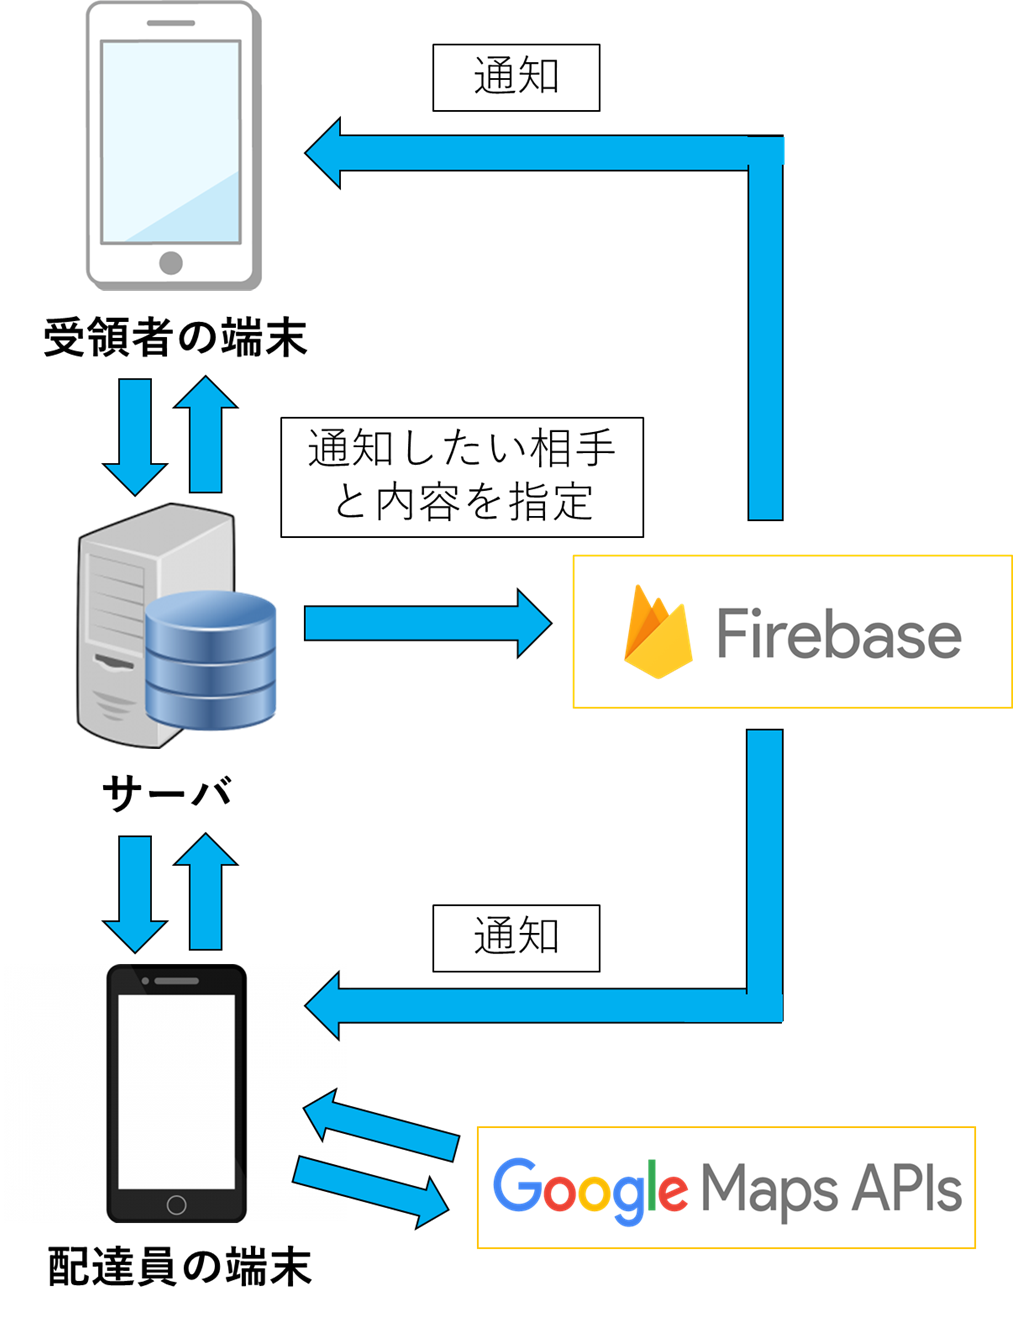 通知
受領者の端末
通知したい相手
と内容を指定
Firebase
サーバ
通知
Google Maps APIs
配達員の端末